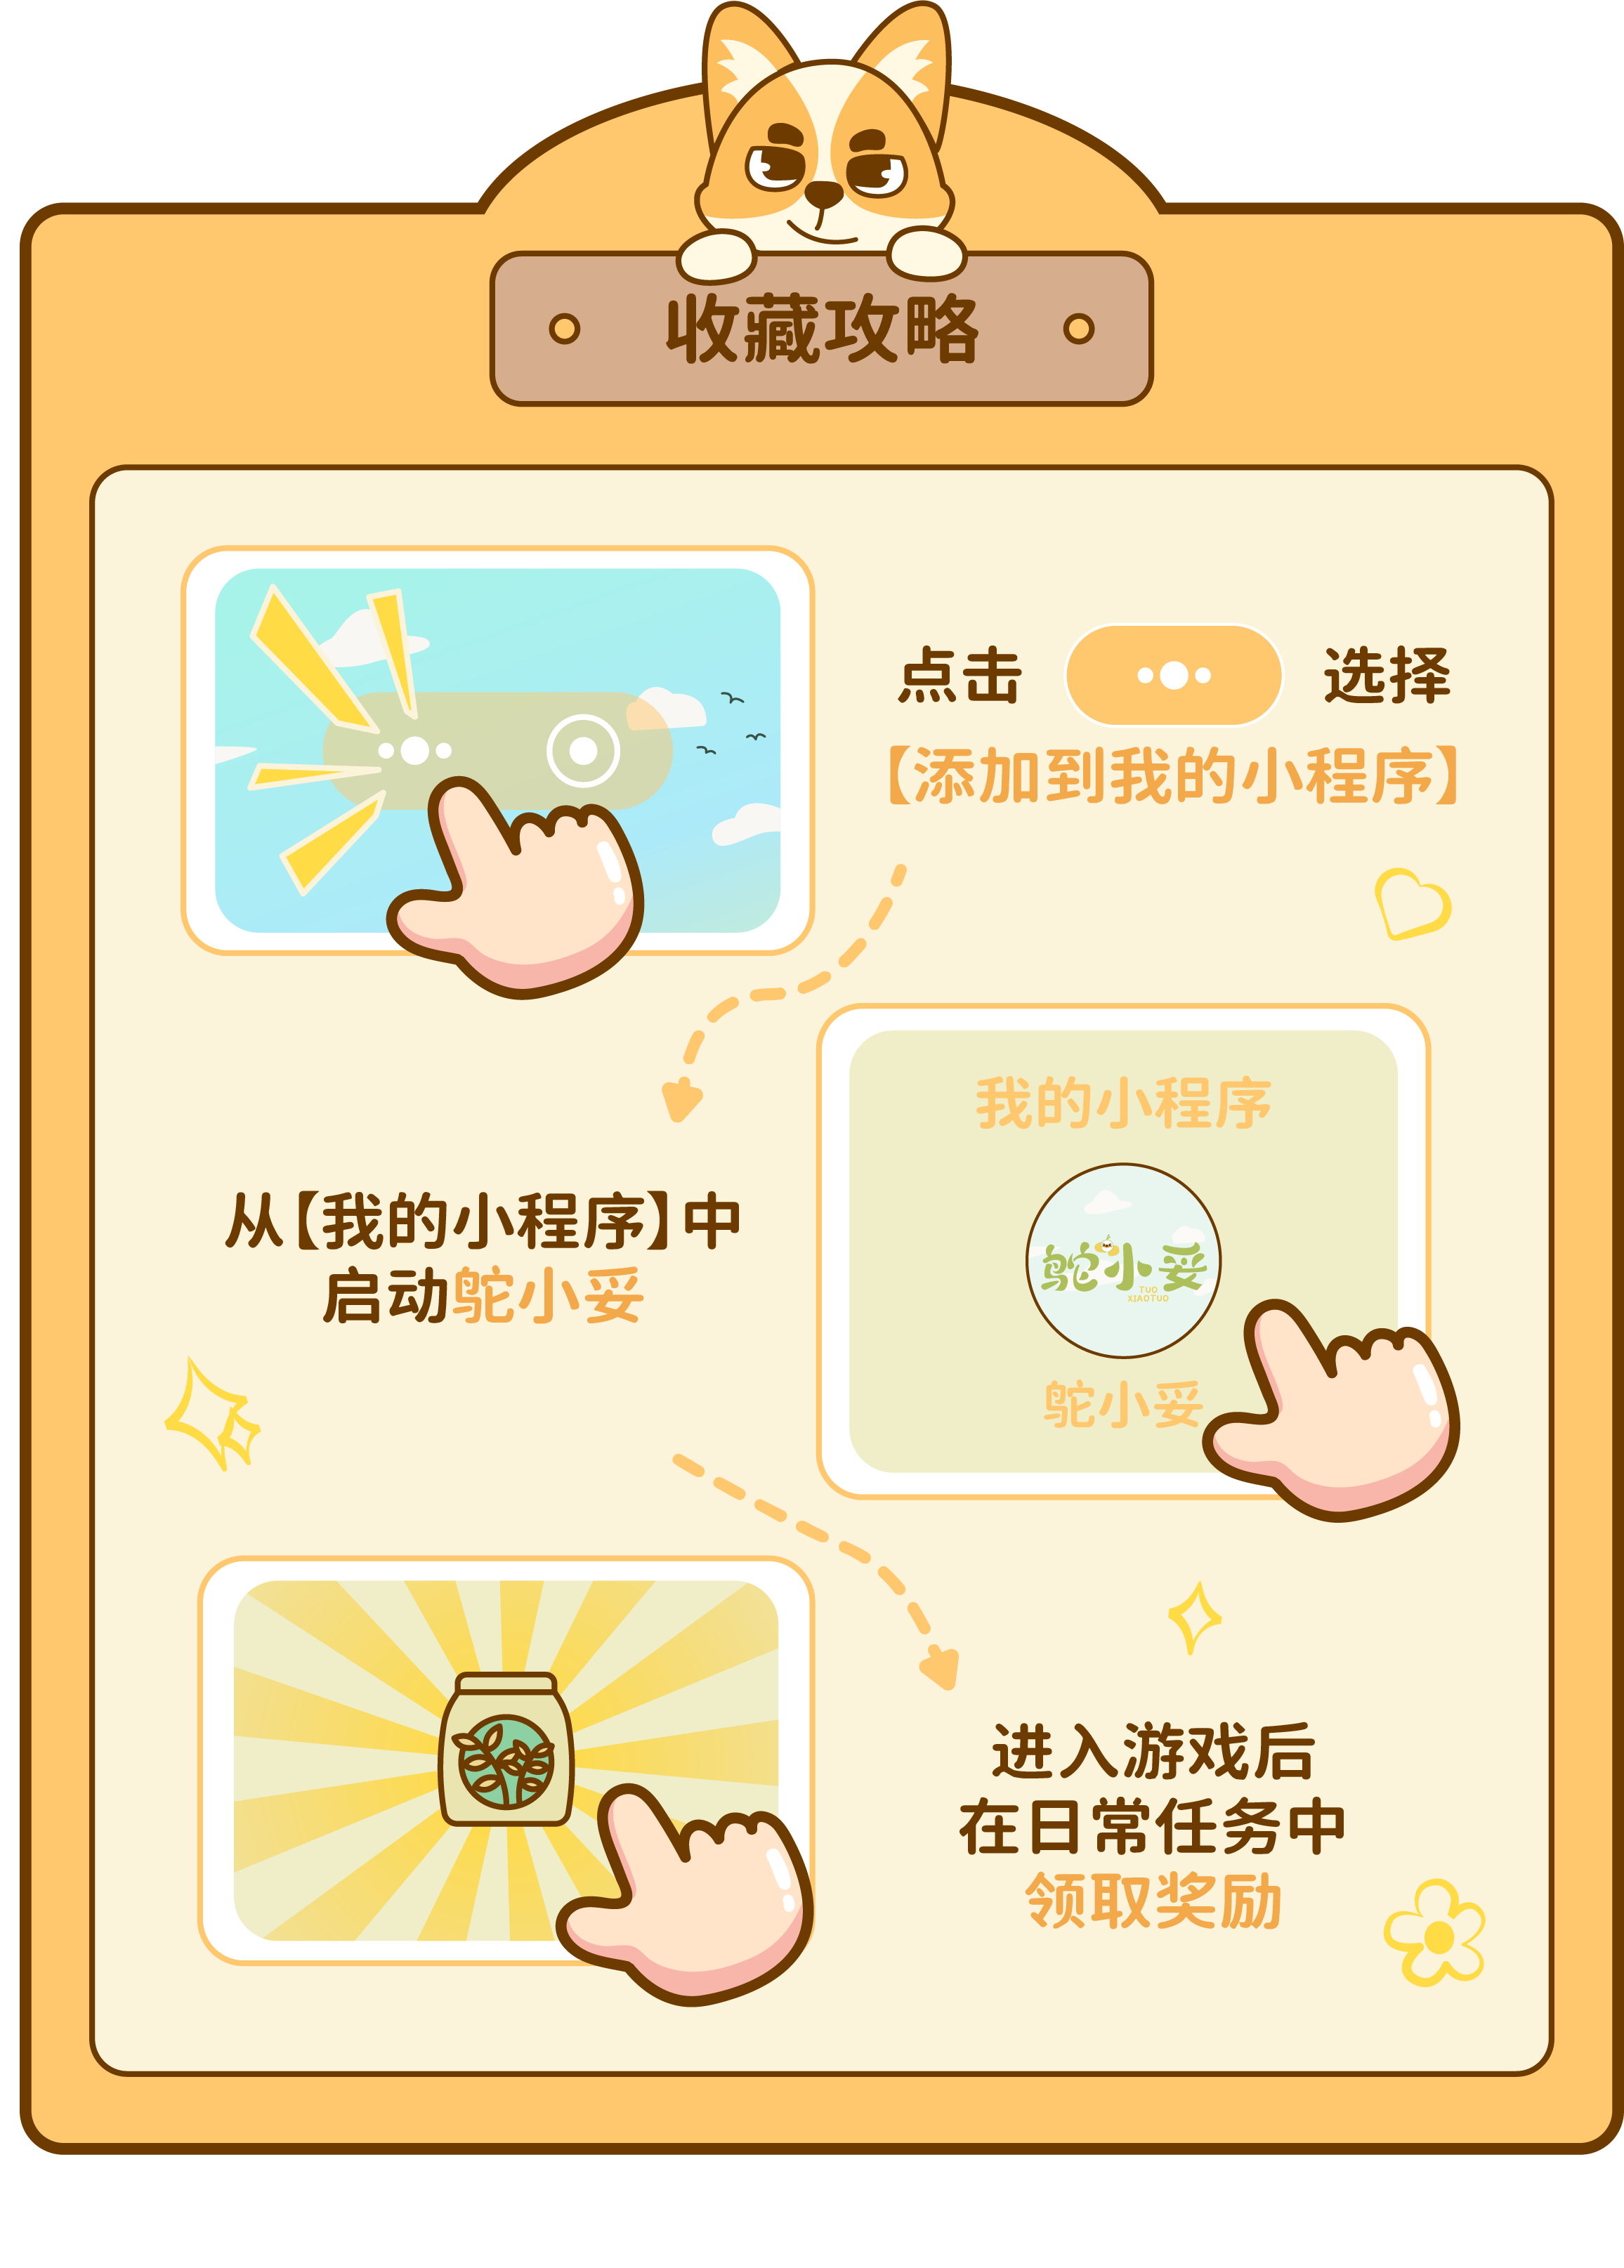 收藏攻略
点击 选择
【添加到我的小程序】
我的小程序
鸵小妥
TUO
XIAOTUO
鸵小妥
从【我的小程序】中
启动鸵小妥
进入游戏后
在日常任务中
领取奖励